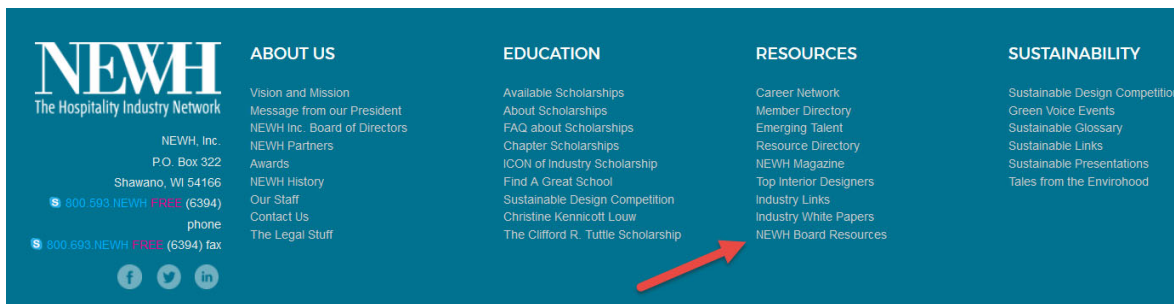 NEWH
The Hospitality Industry Network
NEWH, Inc.
P.O. Box 322
Shawano, WI 54166
800.593.NEWH FREE (6394)
phone
800.693.NEWH FREE (6394) fax
ABOUT US
Vision and Mission
Message from our President
NEWH Inc. Board of Directors
NEWH Partners
Awards
NEWH History
Our Staff
Contact Us
The Legal Stuff
EDUCATION
Available Scholarships
About Scholarships
FAQ about Scholarships
Chapter Scholarships
ICON of Industry Scholarship
Find A Great School
Sustainable Design Competition
Christine Kennicott Louw
The Clifford R. Tuttle Scholarship
RESOURCES
Career Network
Member Directory
Emerging Talent
Resource Directory
NEWH Magazine
Top Interior Designers
Industry Links
Industry White Papers
NEWH Board Resources
SUSTAINABILITY
Sustainable Design Competitio
Green Voice Events
Sustainable Glossary
Sustainable Links
Sustainable Presentations
Tales from the Envirohood